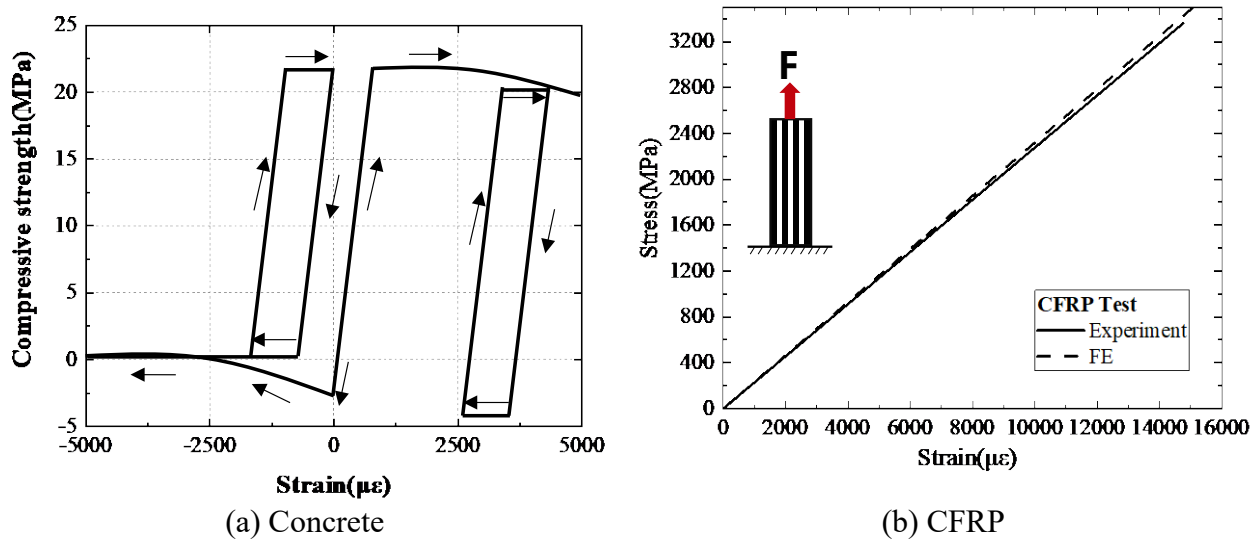 25
20
15
10
5
0
-5
Compressive strength(MPa)
-5000 -2500 0 2500 5000
Strain(με)
(a) Concrete
3200
2800
2400
2000
1600
1200
800
400
0
Stress(MPa)
F
CFRP Test
Experiment
FE
0 2000 4000 6000 8000 10000 12000 14000 16000
Strain(με)
(b) CFRP